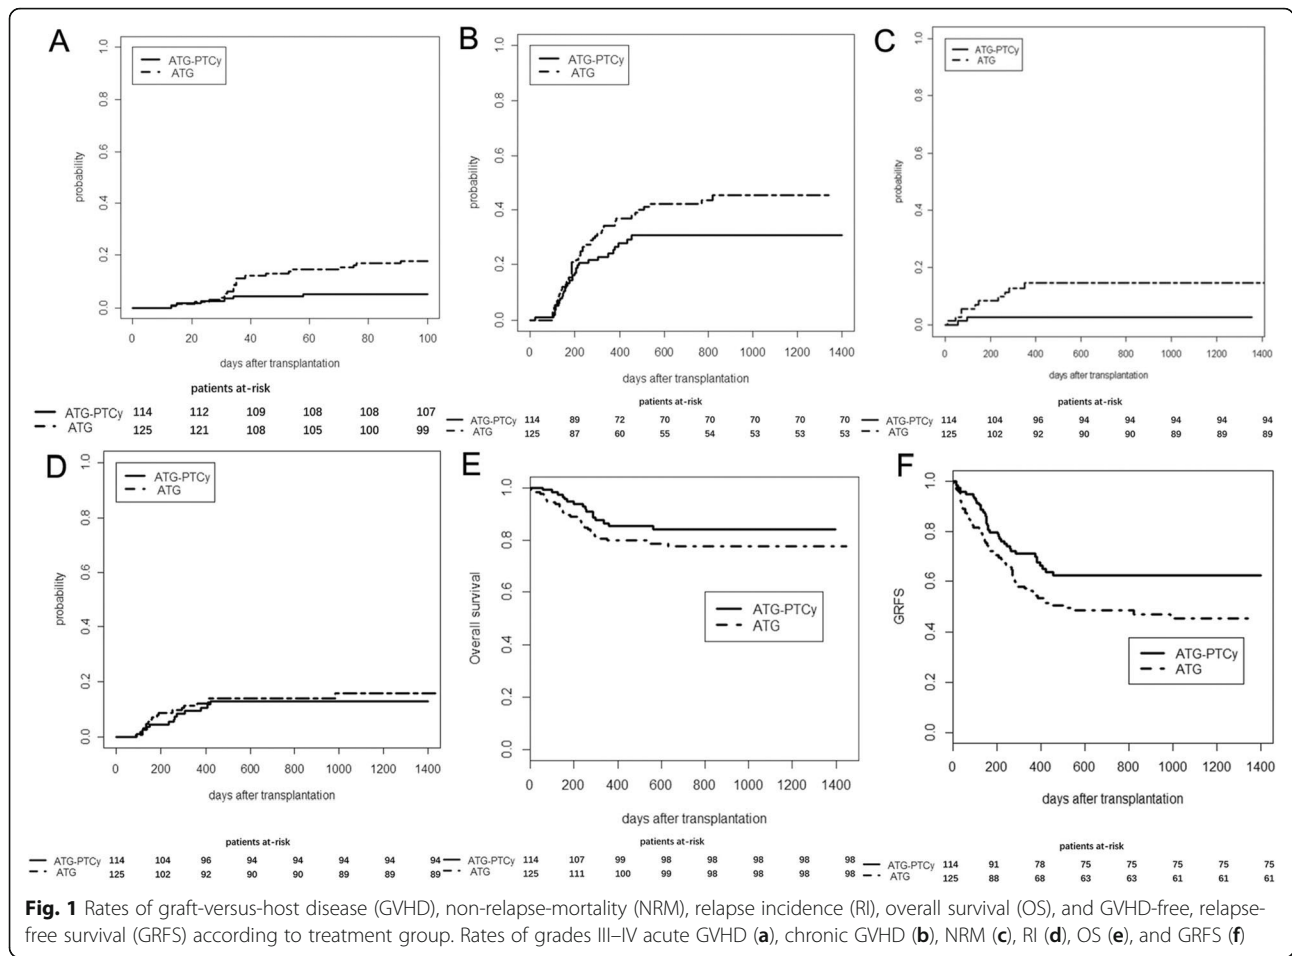 A
ATG-PTCy
ATG
1.0
0.8
0.6
0.4
0.2
0.0
probability
0 20 40 60 80 100
days after transplantation
patients at-risk
ATG-PTCy 114 112 109 108 108 107
ATG 125 121 108 105 100 99
B
ATG-PTCy
ATG
1.0
0.8
0.6
0.4
0.2
0.0
probability
0 200 400 600 800 1000 1200 1400
days after transplantation
patients at-risk
ATG-PTCy 114 89 72 70 70 70 70 70
ATG 125 87 60 55 54 53 53 53
C
ATG-PTCy
ATG
1.0
0.8
0.6
0.4
0.2
0.0
probability
0 200 400 600 800 1000 1200 1400
days after transplantation
patients at-risk
ATG-PTCy 114 104 96 94 94 94 94 94
ATG 125 102 92 90 90 89 89 89
D
ATG-PTCy
ATG
1.0
0.8
0.6
0.4
0.2
0.0
probability
0 200 400 600 800 1000 1200 1400
days after transplantation
patients at-risk
ATG-PTCy 114 104 96 94 94 94 94 94
ATG 125 102 92 90 90 89 89 89
E
1.0
0.8
0.6
0.4
0.2
0.0
Overall survival
ATG-PTCy
ATG
0 200 400 600 800 1000 1200 1400
days after transplantation
patients at-risk
ATG-PTCy 114 107 99 98 98 98 98 98
ATG 125 111 100 99 98 98 98 98
F
1.0
0.8
0.6
0.4
0.2
0.0
GRFS
ATG-PTCy
ATG
0 200 400 600 800 1000 1200 1400
days after transplantation
patients at-risk
ATG-PTCy 114 91 78 75 75 75 75 75
ATG 125 88 68 63 63 61 61 61
Fig. 1 Rates of graft-versus-host disease (GVHD), non-relapse-mortality (NRM), relapse incidence (RI), overall survival (OS), and GVHD-free, relapse-
free survival (GRFS) according to treatment group. Rates of grades III–IV acute GVHD (a), chronic GVHD (b), NRM (c), RI (d), OS (e), and GRFS (f)